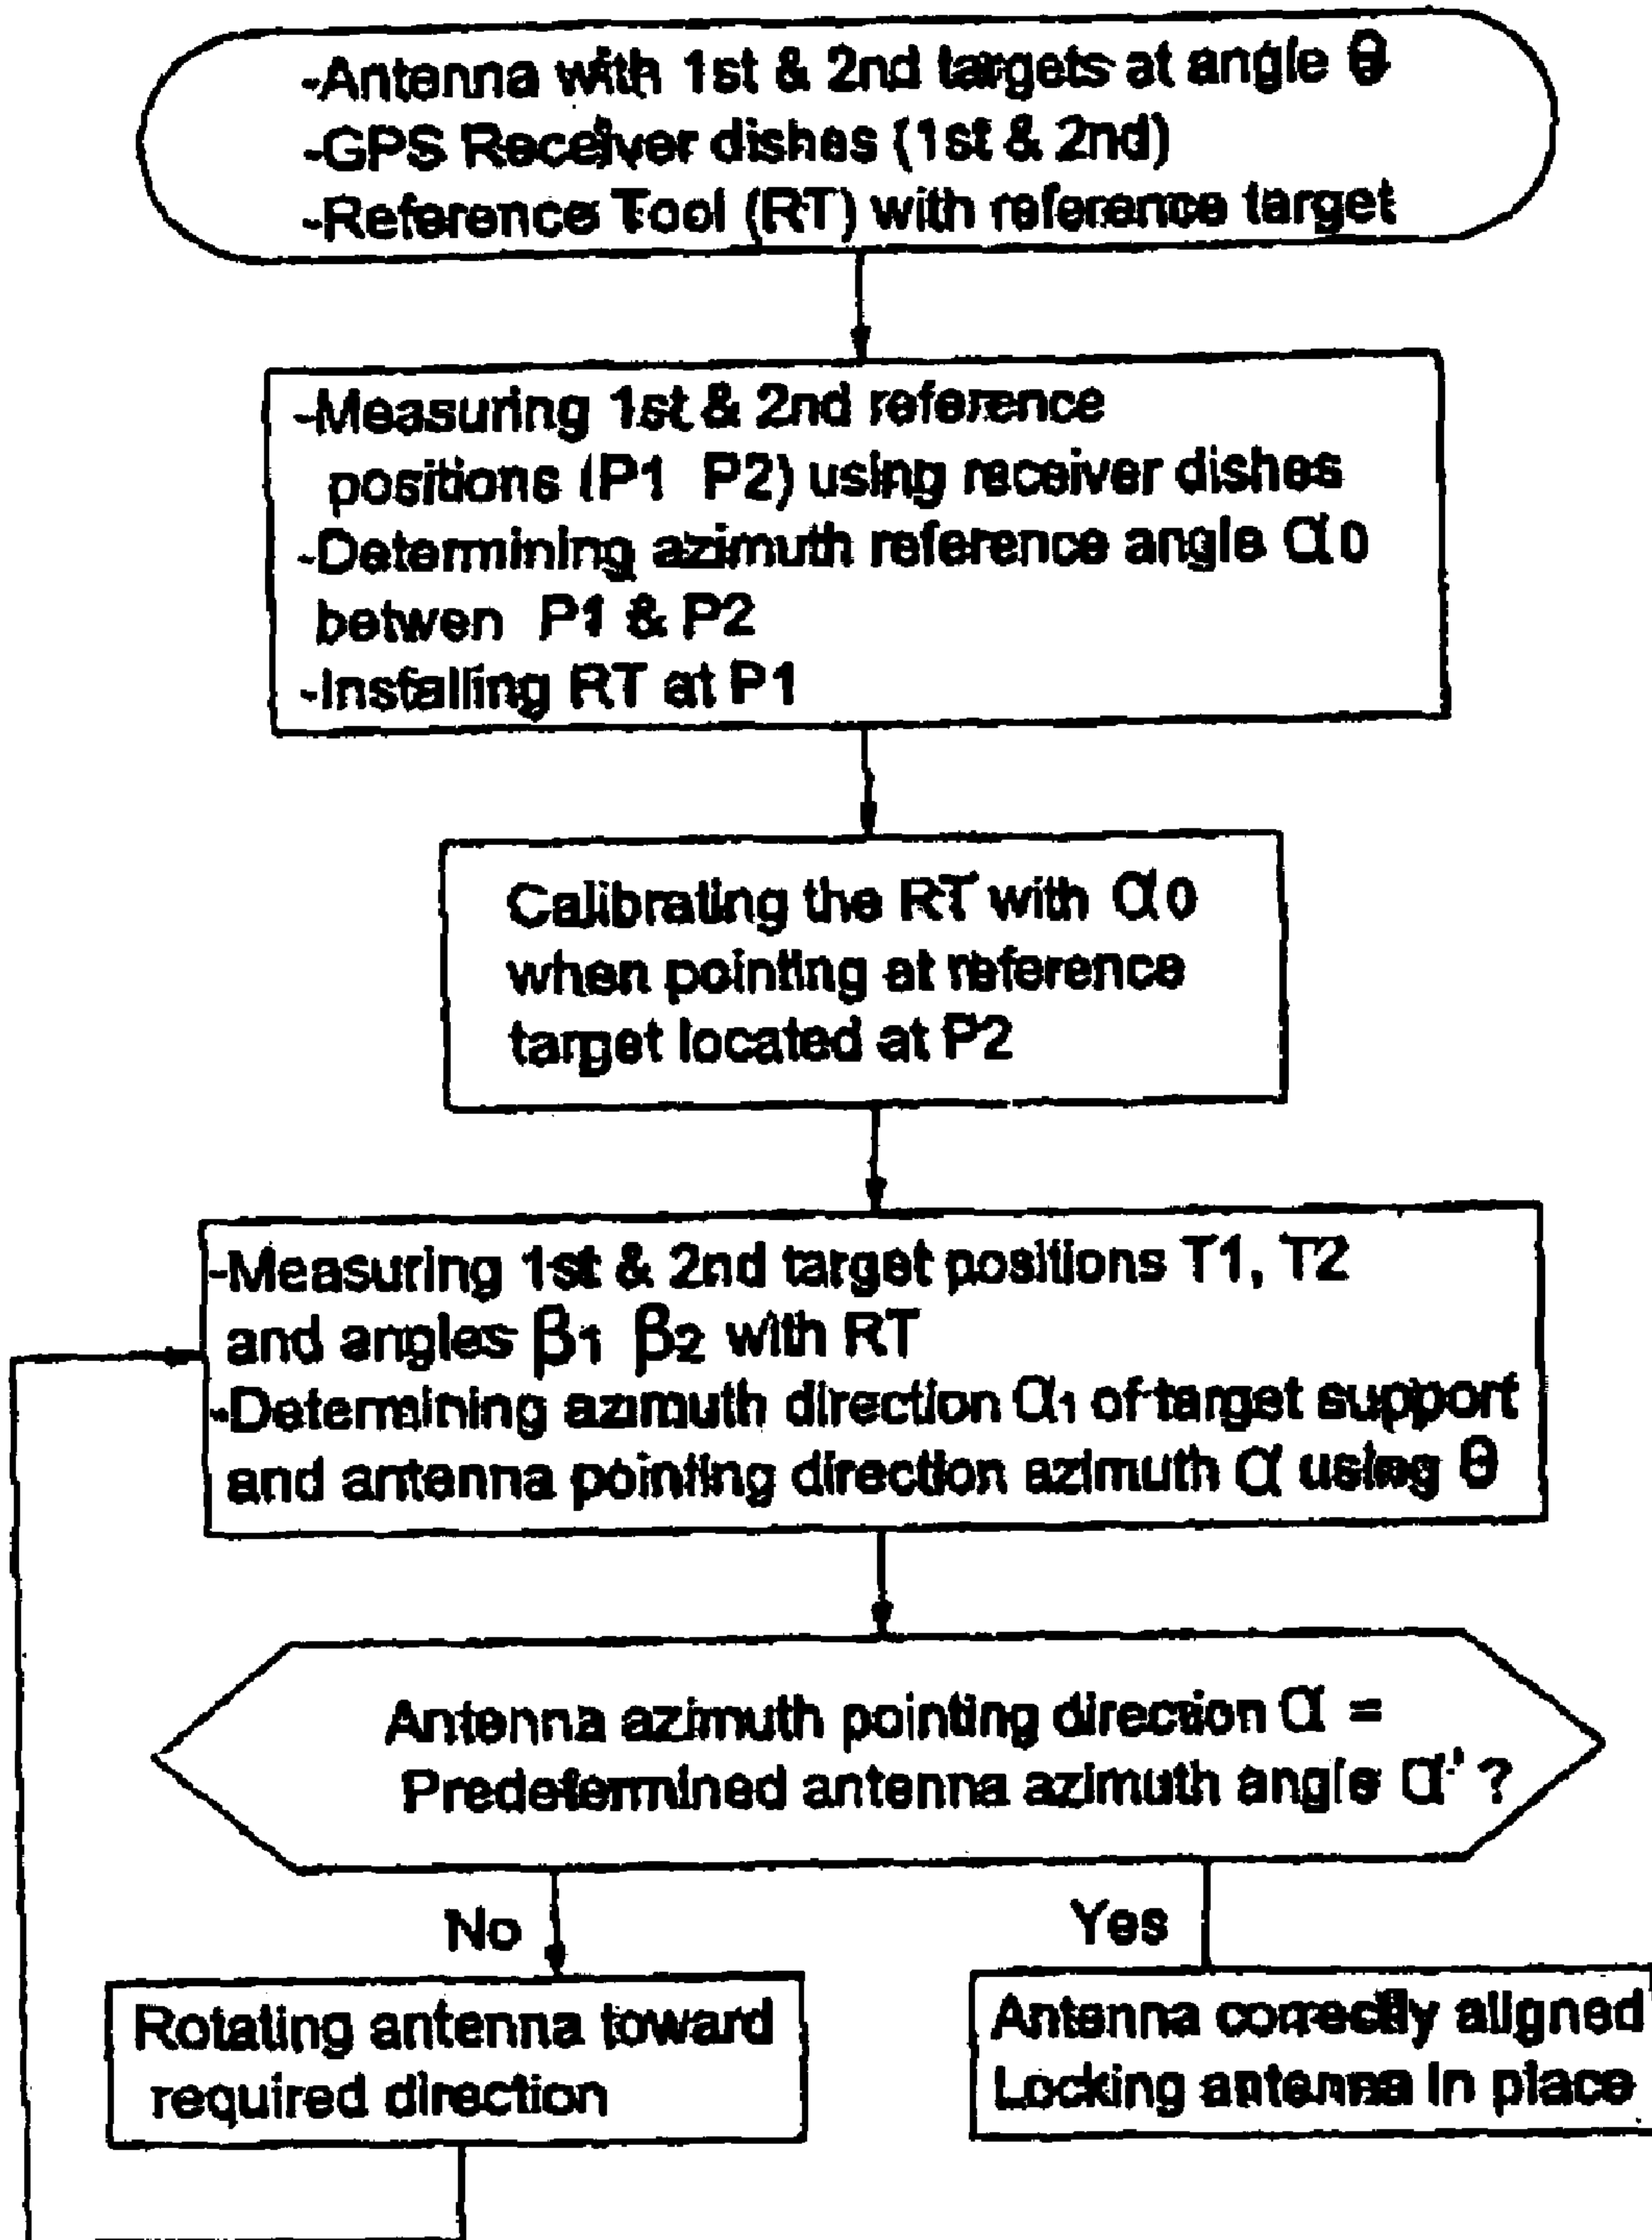 -Antenna with 1st & 2nd targets at angle θ
-GPS Receiver dishes (1st & 2nd)
-Reference Tool (RT) with reference target
-Measuring 1st & 2nd reference
positions (P1 P2) using receiver dishes
-Determining azimuth reference angle α0
betwen P1 & P2
-Installing RT at P1
Calibrating the RT with α0
when pointing at reference
target located at P2
-Measuring 1st & 2nd target positions T1, T2
and angles β1 β2 with RT
-Determining azimuth direction α1 of target support
and antenna pointing direction azimuth α using θ
Antenna azimuth pointing direction α =
Predetermined antenna azimuth angle α' ?
No
Yes
Rotating antenna toward
required direction
Antenna correctly aligned
Locking antenna in place